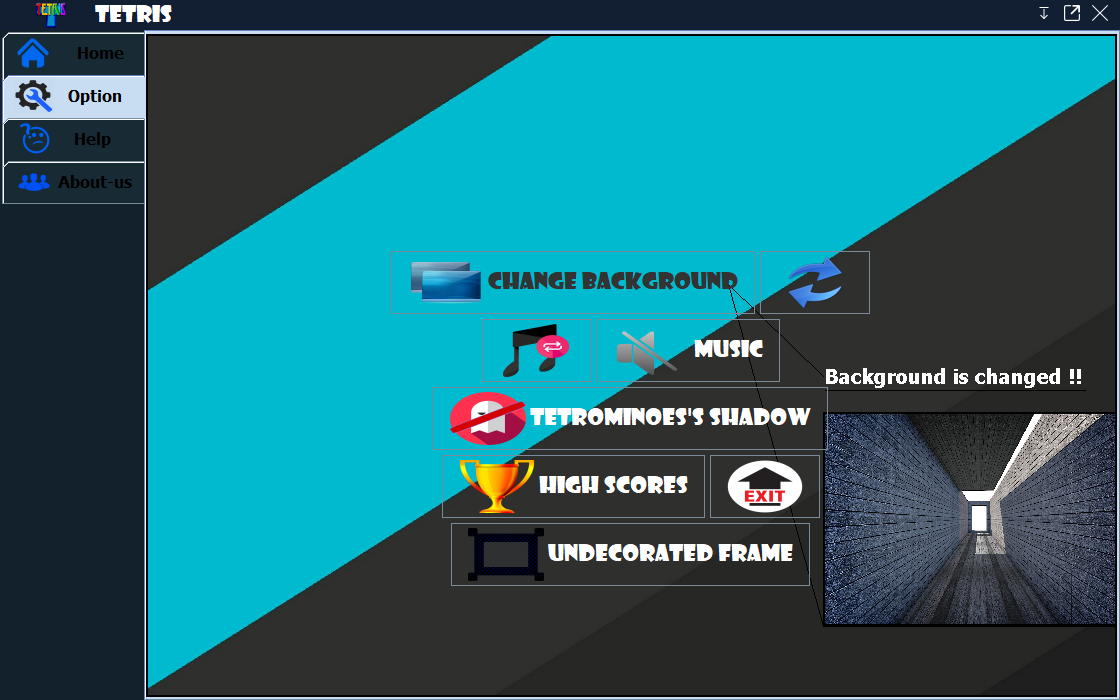 TETRIS
TETRIS
Home
Option
Help
About-us
CHANGE BACKGROUND
MUSIC
Background is changed !!
TETROMINOES'S SHADOW
HIGH SCORES
EXIT
UNDECORATED FRAME